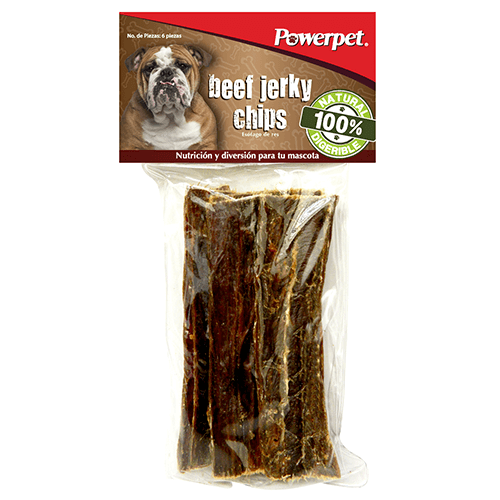 No. de Piezas: 6 piezas
Powerpet®
beef jerky
chips
Esófago de res
NATURAL
100%
DIGERIBLE
Nutrición y diversión para tu mascota